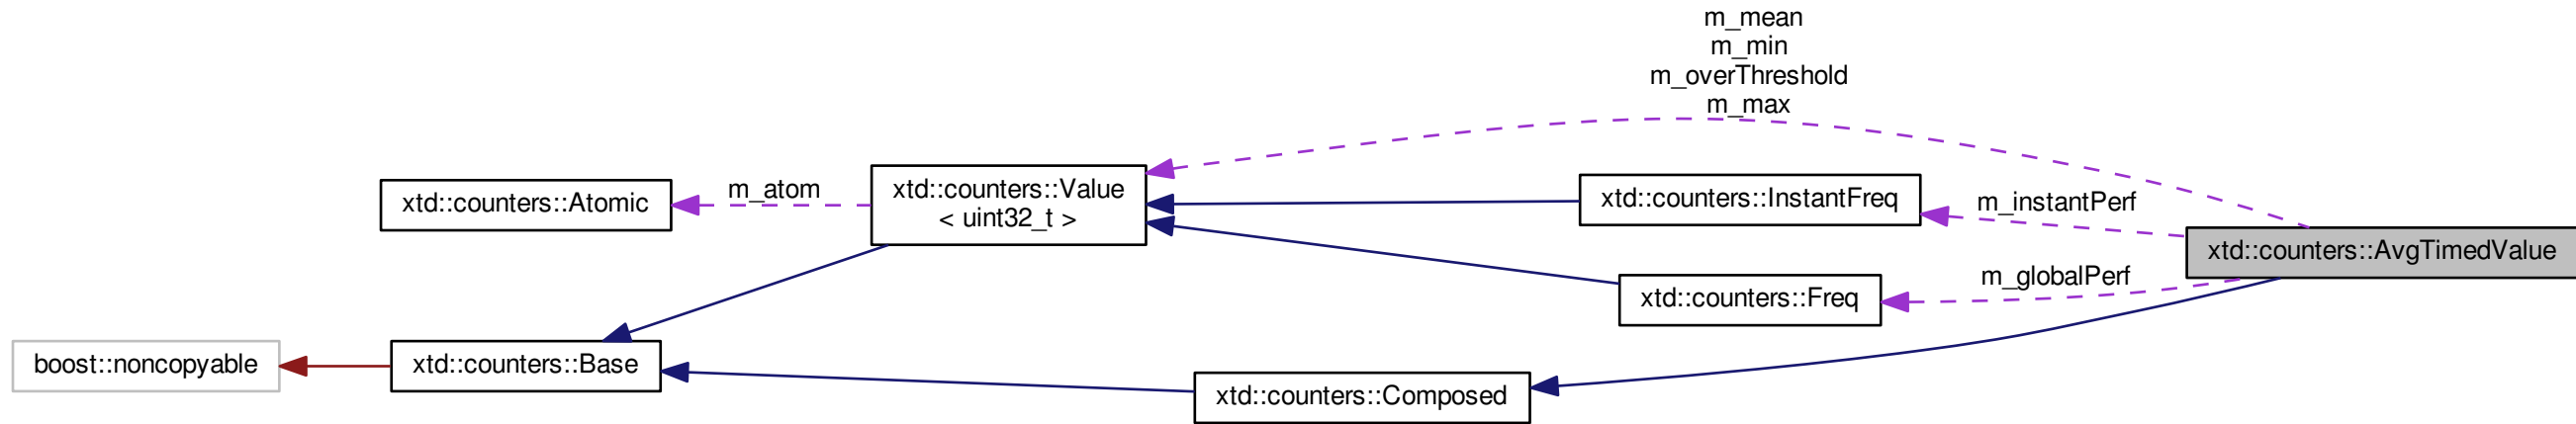 m_mean
m_min
m_overThreshold
m_max
xtd::counters::Atomic
m_atom
xtd::counters::Value
< uint32_t >
xtd::counters::InstantFreq
m_instantPerf
xtd::counters::AvgTimedValue
xtd::counters::Freq
m_globalPerf
boost::noncopyable
xtd::counters::Base
xtd::counters::Composed